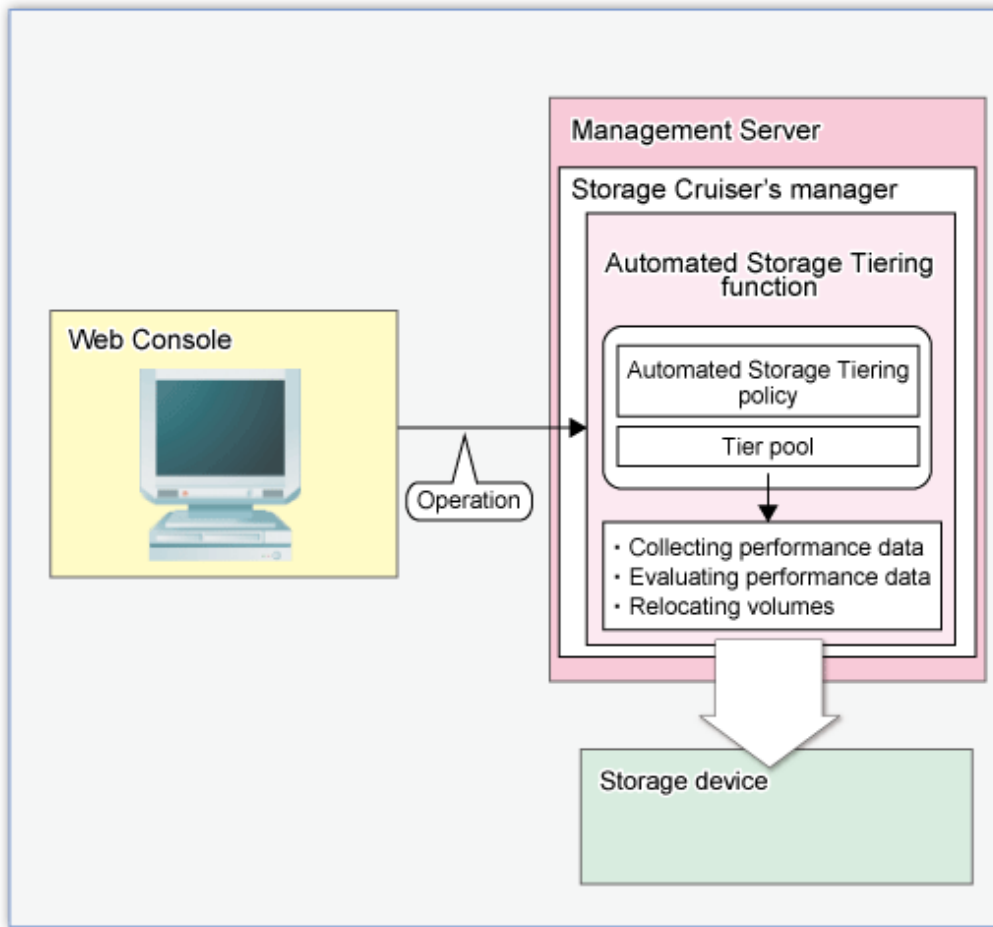 Management Server
Storage Cruiser's manager
Automated Storage Tiering
function
Web Console
Automated Storage Tiering
policy
Tier pool
Operation
・Collecting performance data
・Evaluating performance data
・Relocating volumes
Storage device